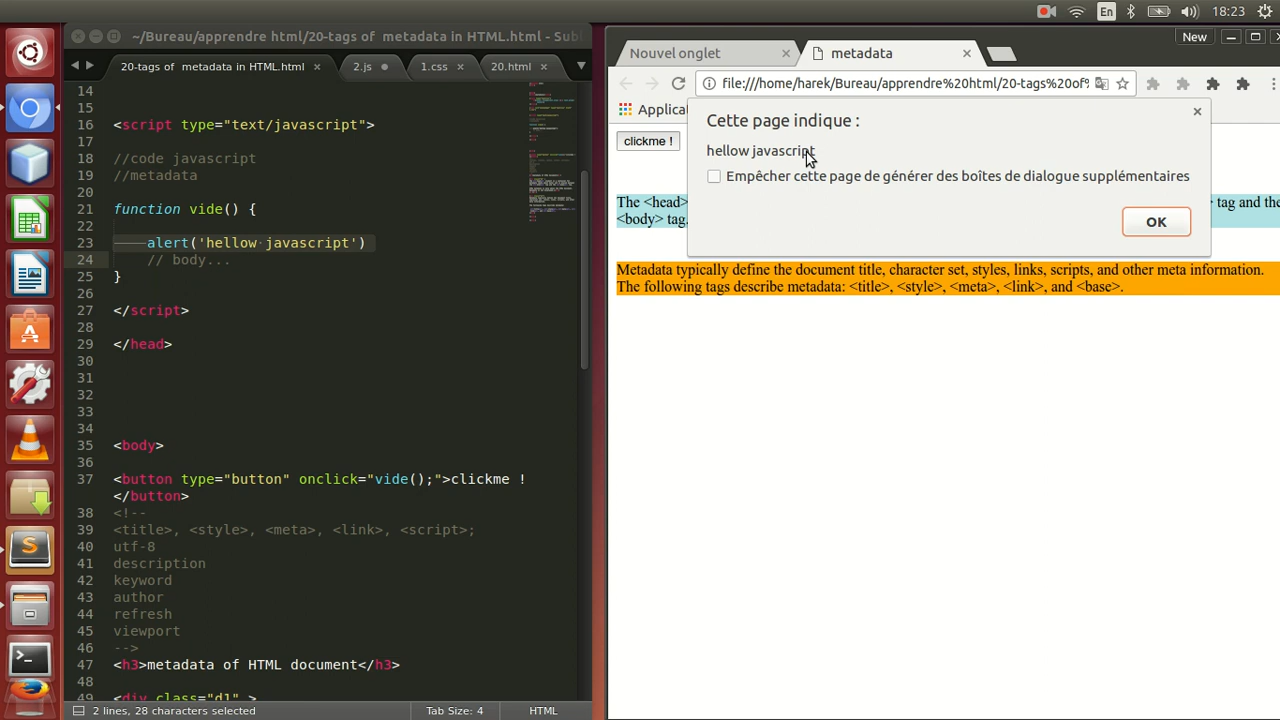 18:23
En
~/Bureau/apprendre html/20-tags of metadata in HTML.html - Subl
New
20-tags of metadata in HTML.html
2.js
1.css
20.html
Nouvel onglet
metadata
file:///home/harek/Bureau/apprendre%20html/20-tags%20of%
Applica
14
15
16 <script type="text/javascript">
17
18 //code javascript
19 //metadata
20
21 function vide() {
22
23 alert('hellow javascript')
24 // body...
25 }
26
27 </script>
28
29 </head>
30
31
32
33
34
35 <body>
36
37 <button type="button" onclick="vide();">clickme !
</button>
38 <!--
39 <title>, <style>, <meta>, <link>, <script>;
40 utf-8
41 description
42 keyword
43 author
44 refresh
45 viewport
46 -->
47 <h3>metadata of HTML document</h3>
48
49 <div class="d1" >
2 lines, 28 characters selected
Tab Size: 4
HTML
clickme !
Cette page indique :
hellow javascript
Empêcher cette page de générer des boîtes de dialogue supplémentaires
OK
The <head>
tag and the
<body> tag.
Metadata typically define the document title, character set, styles, links, scripts, and other meta information.
The following tags describe metadata: <title>, <style>, <meta>, <link>, and <base>.